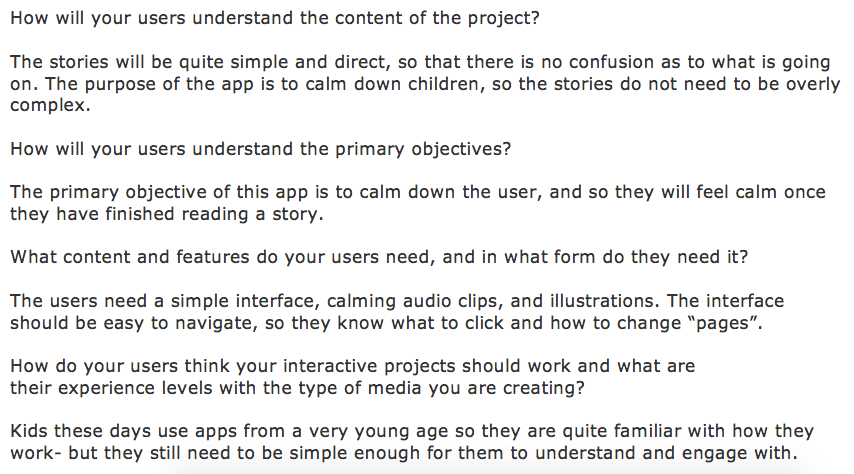 How will your users understand the content of the project?
The stories will be quite simple and direct, so that there is no confusion as to what is going
on. The purpose of the app is to calm down children, so the stories do not need to be overly
complex.
How will your users understand the primary objectives?
The primary objective of this app is to calm down the user, and so they will feel calm once
they have finished reading a story.
What content and features do your users need, and in what form do they need it?
The users need a simple interface, calming audio clips, and illustrations. The interface
should be easy to navigate, so they know what to click and how to change “pages”.
How do your users think your interactive projects should work and what are
their experience levels with the type of media you are creating?
Kids these days use apps from a very young age so they are quite familiar with how they
work- but they still need to be simple enough for them to understand and engage with.